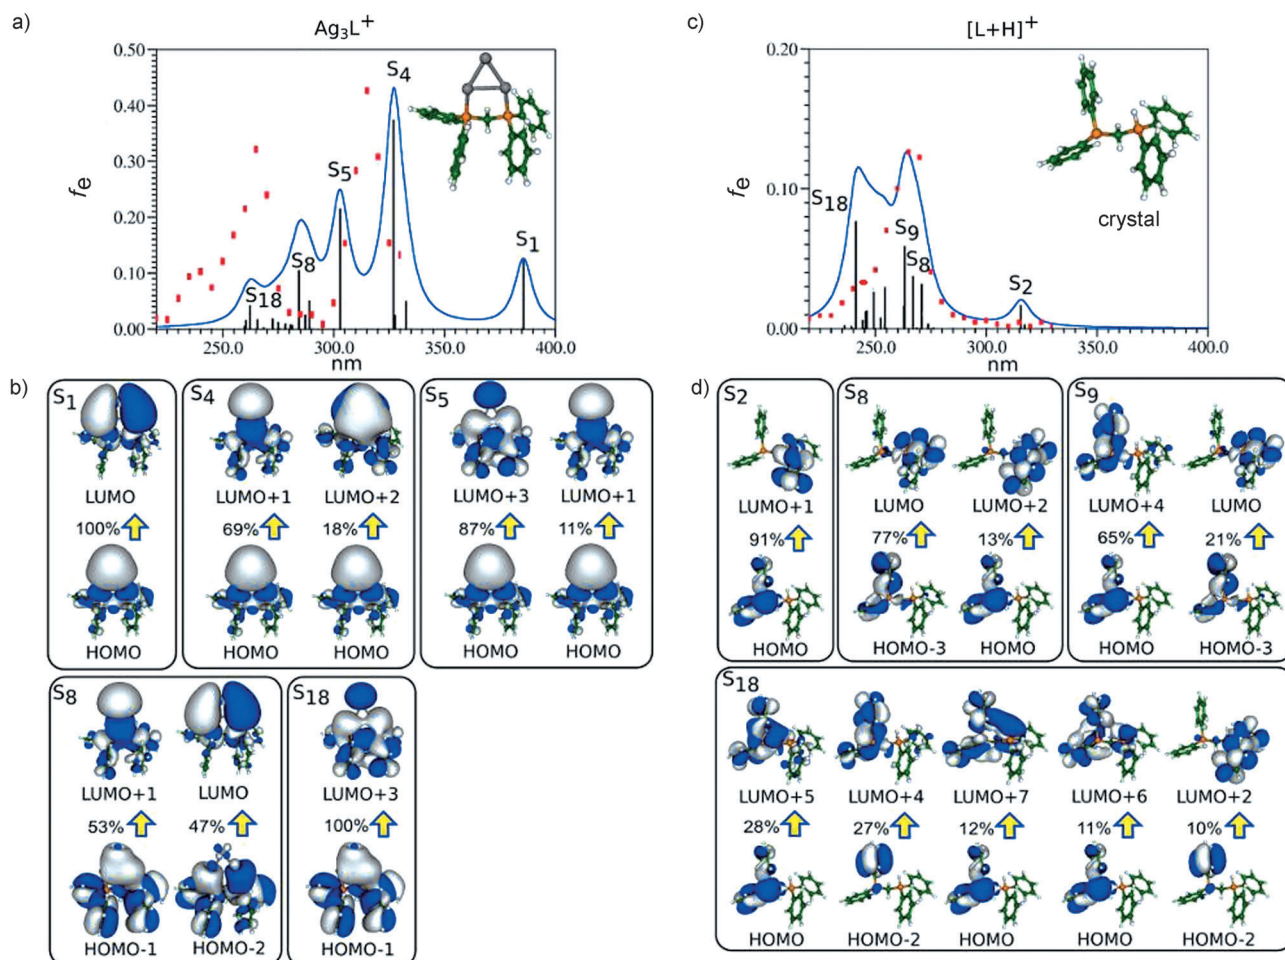 a)
Ag₃L⁺
0.50
0.40
0.30
0.20
0.10
0.00
fe
S₁₈
S₈
S₅
S₄
S₁
250.0 300.0 350.0 400.0
nm
c)
[L+H]⁺
0.20
0.10
0.00
fe
S₁₈
S₉
S₈
S₂
crystal
250.0 300.0 350.0 400.0
nm
b)
S₁
LUMO
100%
HOMO
S₄
LUMO+1 LUMO+2
69% 18%
HOMO HOMO
S₅
LUMO+3 LUMO+1
87% 11%
HOMO HOMO
S₈
LUMO+1 LUMO
53% 47%
HOMO-1 HOMO-2
S₁₈
LUMO+3
100%
HOMO-1
d)
S₂
LUMO+1
91%
HOMO
S₈
LUMO LUMO+2
77% 13%
HOMO-3 HOMO
S₉
LUMO+4 LUMO
65% 21%
HOMO HOMO-3
S₁₈
LUMO+5 LUMO+4 LUMO+7 LUMO+6 LUMO+2
28% 27% 12% 11% 10%
HOMO HOMO-2 HOMO HOMO HOMO-2